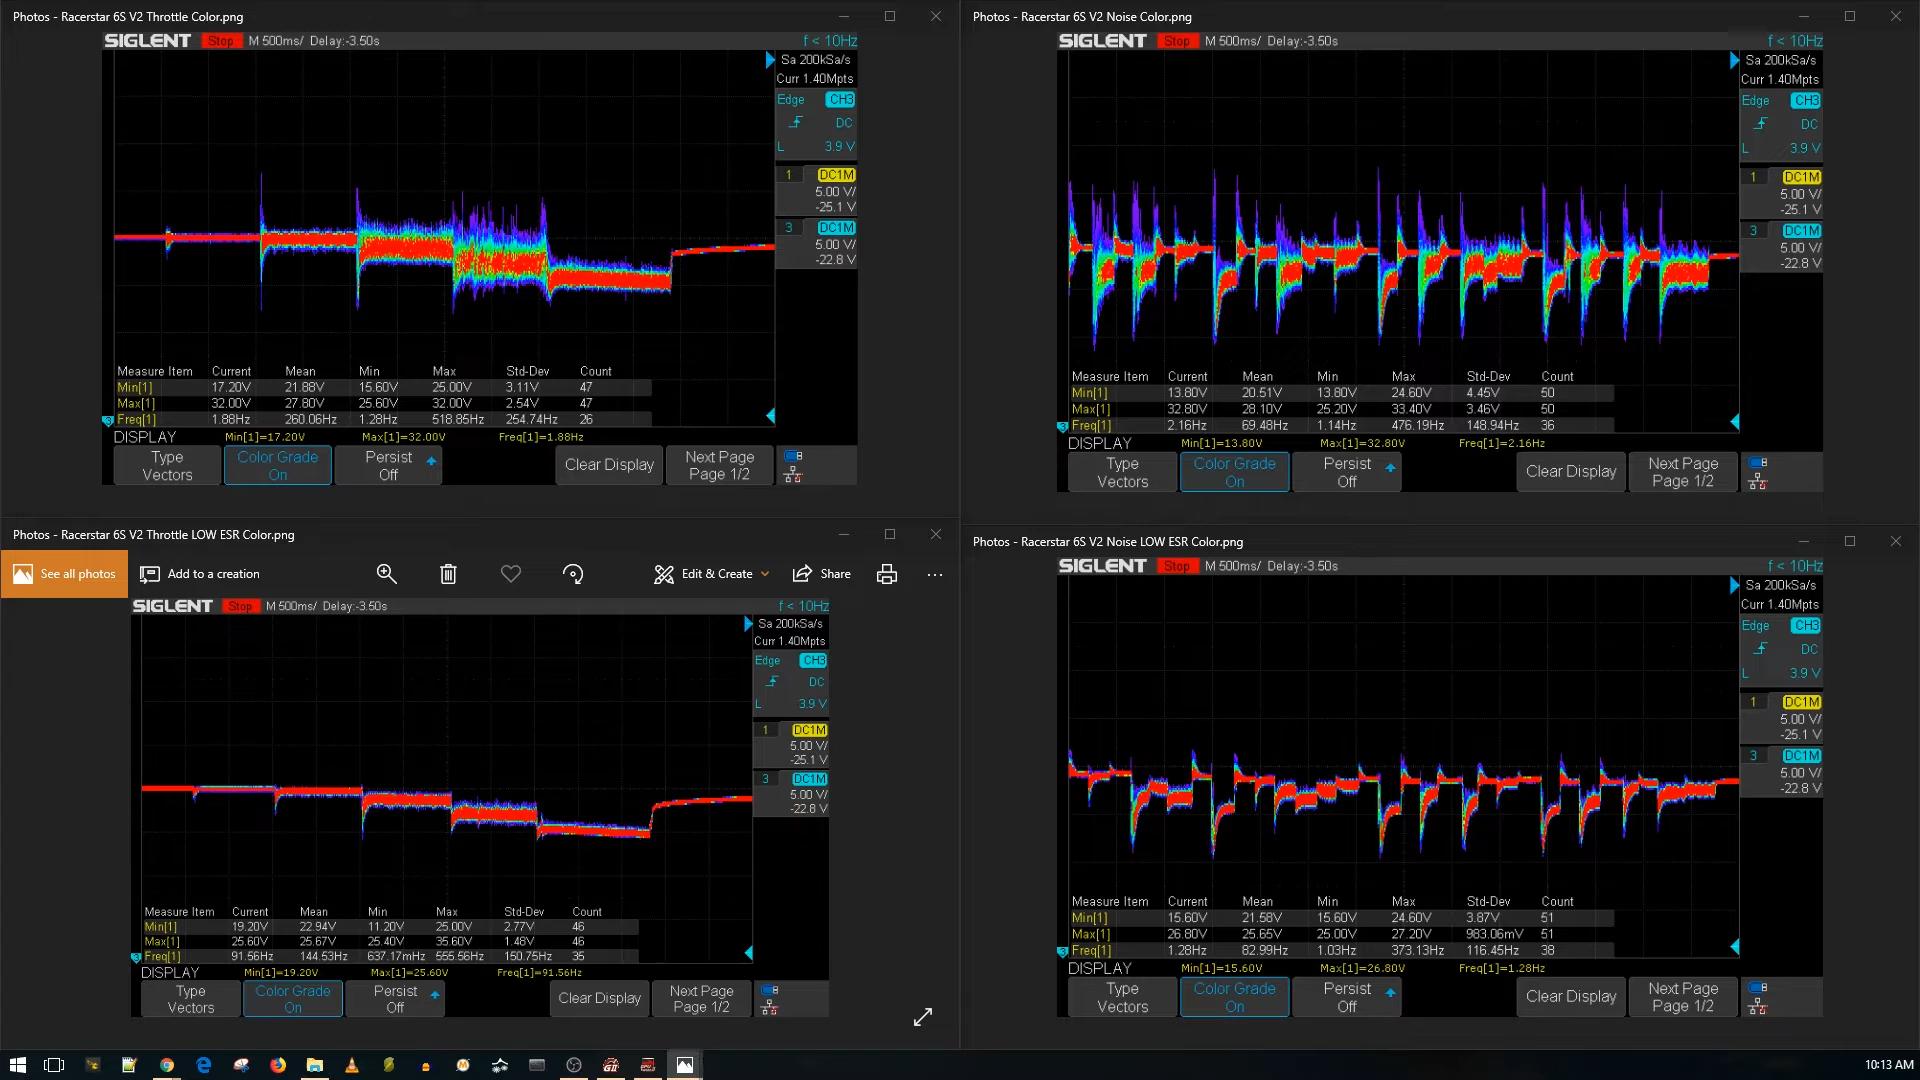 Photos - Racerstar 6S V2 Throttle Color.png
SIGLENT Stop M 500ms/ Delay:-3.50s f < 10Hz
Sa 200kSa/s
Curr 1.40Mpts
Edge CH3
DC
L 3.9 V
1 DC1M
5.00 V/
-25.1 V
3 DC1M
5.00 V/
-22.8 V
Measure Item Current Mean Min Max Std-Dev Count
Min[1] 17.20V 21.88V 15.60V 25.00V 3.11V 47
Max[1] 32.00V 27.80V 25.60V 32.00V 2.54V 47
Freq[1] 1.88Hz 260.06Hz 1.28Hz 518.85Hz 254.74Hz 26
3
DISPLAY Min[1]=17.20V Max[1]=32.00V Freq[1]=1.88Hz
Type Color Grade Persist Clear Display Next Page
Vectors On Off Page 1/2
Photos - Racerstar 6S V2 Noise Color.png
SIGLENT Stop M 500ms/ Delay:-3.50s f < 10Hz
Sa 200kSa/s
Curr 1.40Mpts
Edge CH3
DC
L 3.9 V
1 DC1M
5.00 V/
-25.1 V
3 DC1M
5.00 V/
-22.8 V
Measure Item Current Mean Min Max Std-Dev Count
Min[1] 13.80V 20.51V 13.80V 24.60V 4.45V 50
Max[1] 32.80V 28.10V 25.20V 33.40V 3.46V 50
Freq[1] 2.16Hz 69.48Hz 1.14Hz 476.19Hz 148.94Hz 36
3
DISPLAY Min[1]=13.80V Max[1]=32.80V Freq[1]=2.16Hz
Type Color Grade Persist Clear Display Next Page
Vectors On Off Page 1/2
Photos - Racerstar 6S V2 Throttle LOW ESR Color.png
See all photos Add to a creation Edit & Create Share
SIGLENT Stop M 500ms/ Delay:-3.50s f < 10Hz
Sa 200kSa/s
Curr 1.40Mpts
Edge CH3
DC
L 3.9 V
1 DC1M
5.00 V/
-25.1 V
3 DC1M
5.00 V/
-22.8 V
Measure Item Current Mean Min Max Std-Dev Count
Min[1] 19.20V 22.94V 11.20V 25.00V 2.77V 46
Max[1] 25.60V 25.67V 25.40V 35.60V 1.48V 46
Freq[1] 91.56Hz 144.53Hz 637.17mHz 555.56Hz 150.75Hz 35
3
DISPLAY Min[1]=19.20V Max[1]=25.60V Freq[1]=91.56Hz
Type Color Grade Persist Clear Display Next Page
Vectors On Off Page 1/2
Photos - Racerstar 6S V2 Noise LOW ESR Color.png
SIGLENT Stop M 500ms/ Delay:-3.50s f < 10Hz
Sa 200kSa/s
Curr 1.40Mpts
Edge CH3
DC
L 3.9 V
1 DC1M
5.00 V/
-25.1 V
3 DC1M
5.00 V/
-22.8 V
Measure Item Current Mean Min Max Std-Dev Count
Min[1] 15.60V 21.58V 15.60V 24.60V 3.87V 51
Max[1] 26.80V 25.65V 25.00V 27.20V 983.06mV 51
Freq[1] 1.28Hz 82.99Hz 1.03Hz 373.13Hz 116.45Hz 38
3
DISPLAY Min[1]=15.60V Max[1]=26.80V Freq[1]=1.28Hz
Type Color Grade Persist Clear Display Next Page
Vectors On Off Page 1/2
10:13 AM